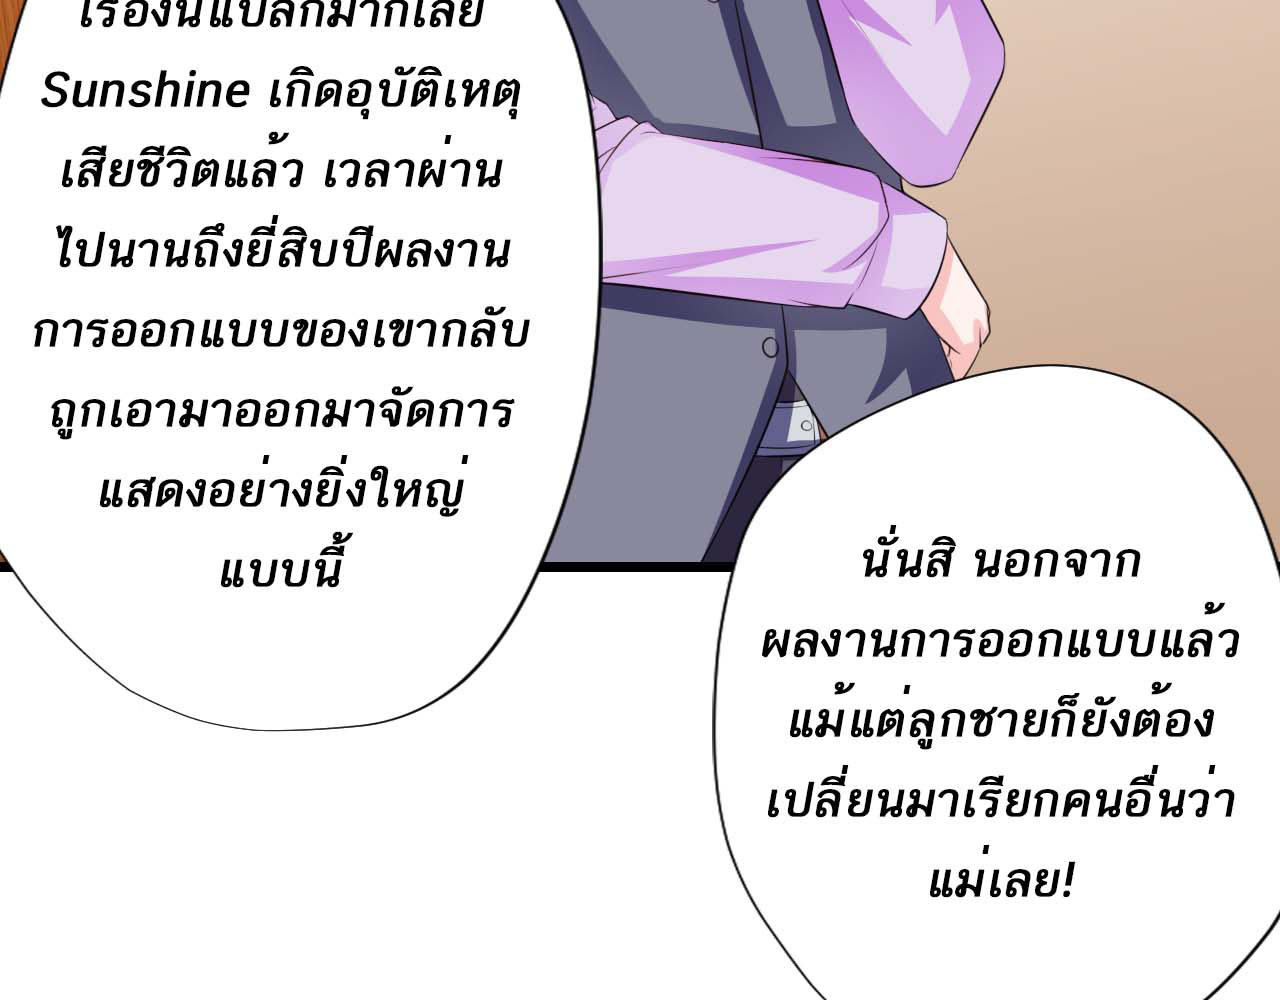 เรื่องนี้แปลกมากเลย
Sunshine เกิดอุบัติเหตุ
เสียชีวิตแล้ว เวลาผ่าน
ไปนานถึงยี่สิบปีผลงาน
การออกแบบของเขากลับ
ถูกเอามาออกมาจัดการ
แสดงอย่างยิ่งใหญ่
แบบนี้
นั่นสิ นอกจาก
ผลงานการออกแบบแล้ว
แม้แต่ลูกชายก็ยังต้อง
เปลี่ยนมาเรียกคนอื่นว่า
แม่เลย!